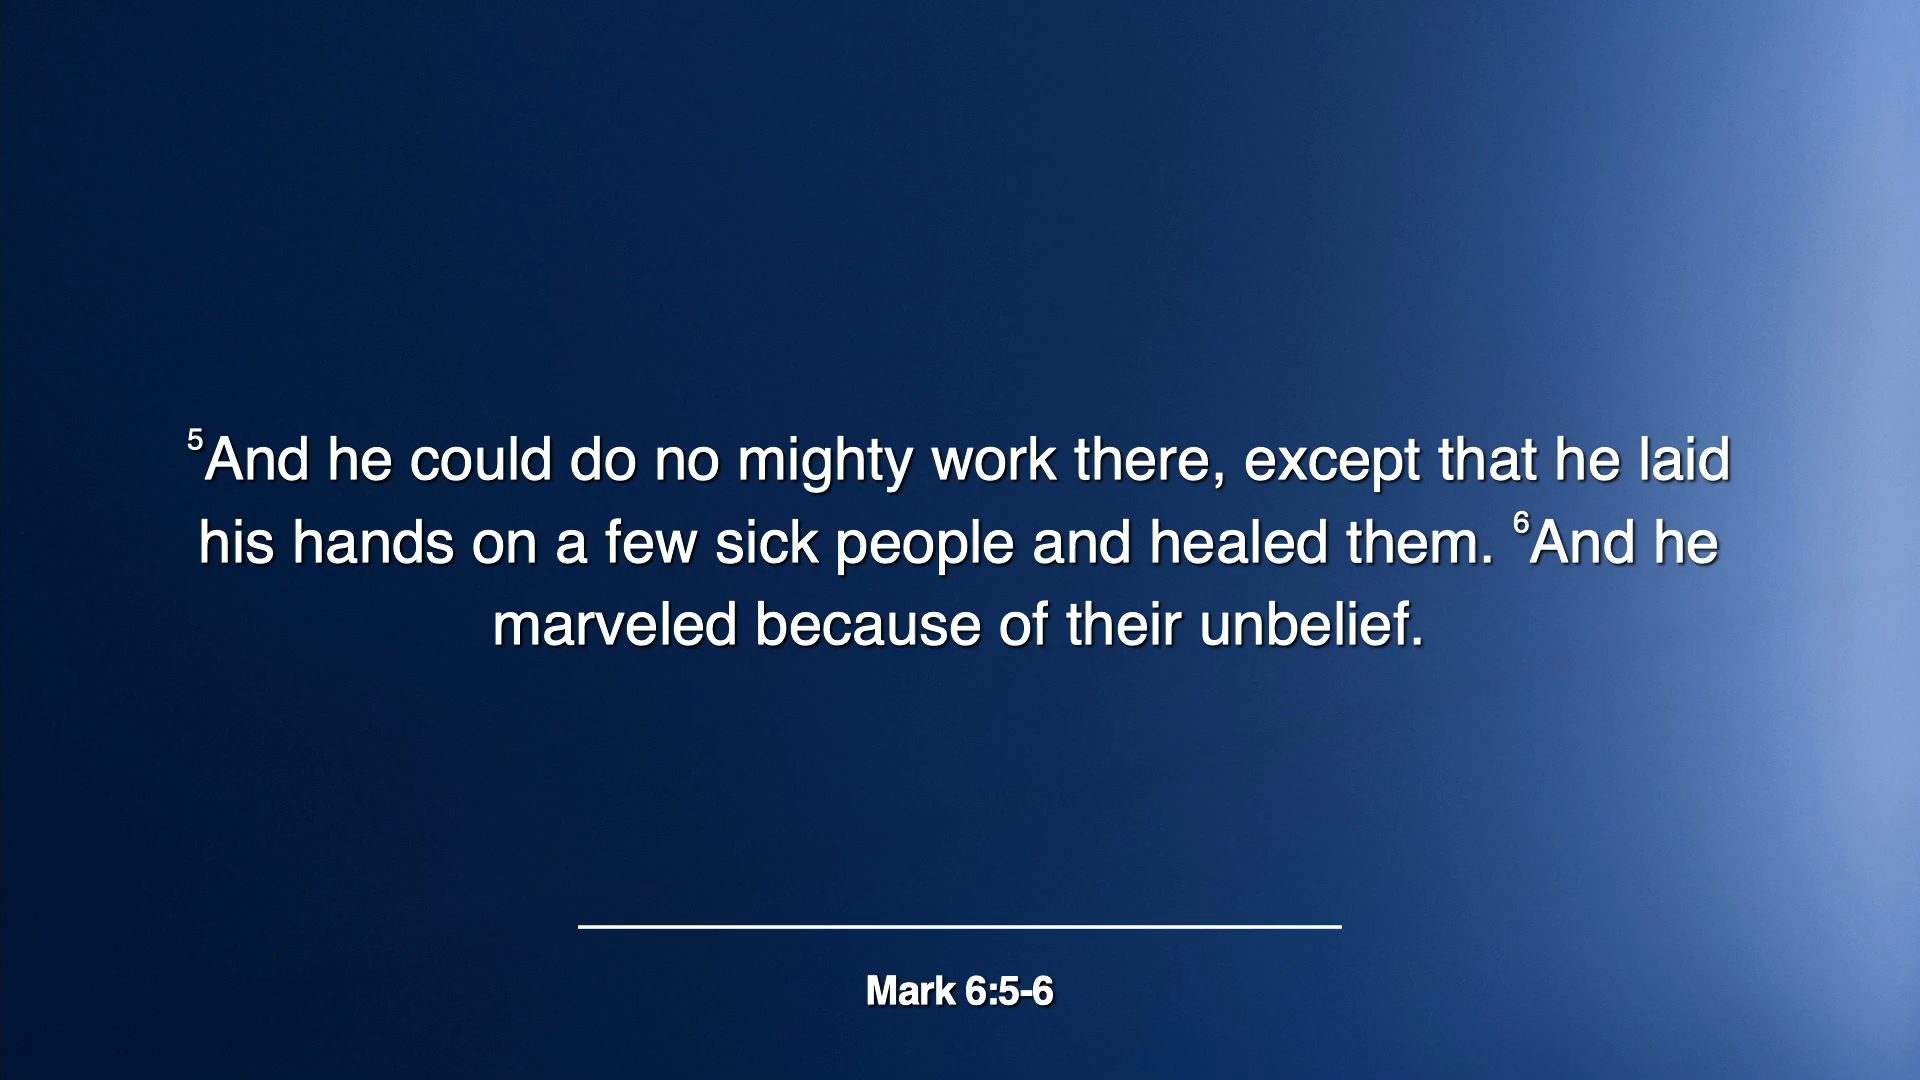 ⁵And he could do no mighty work there, except that he laid
his hands on a few sick people and healed them. ⁶And he
marveled because of their unbelief.
Mark 6:5-6